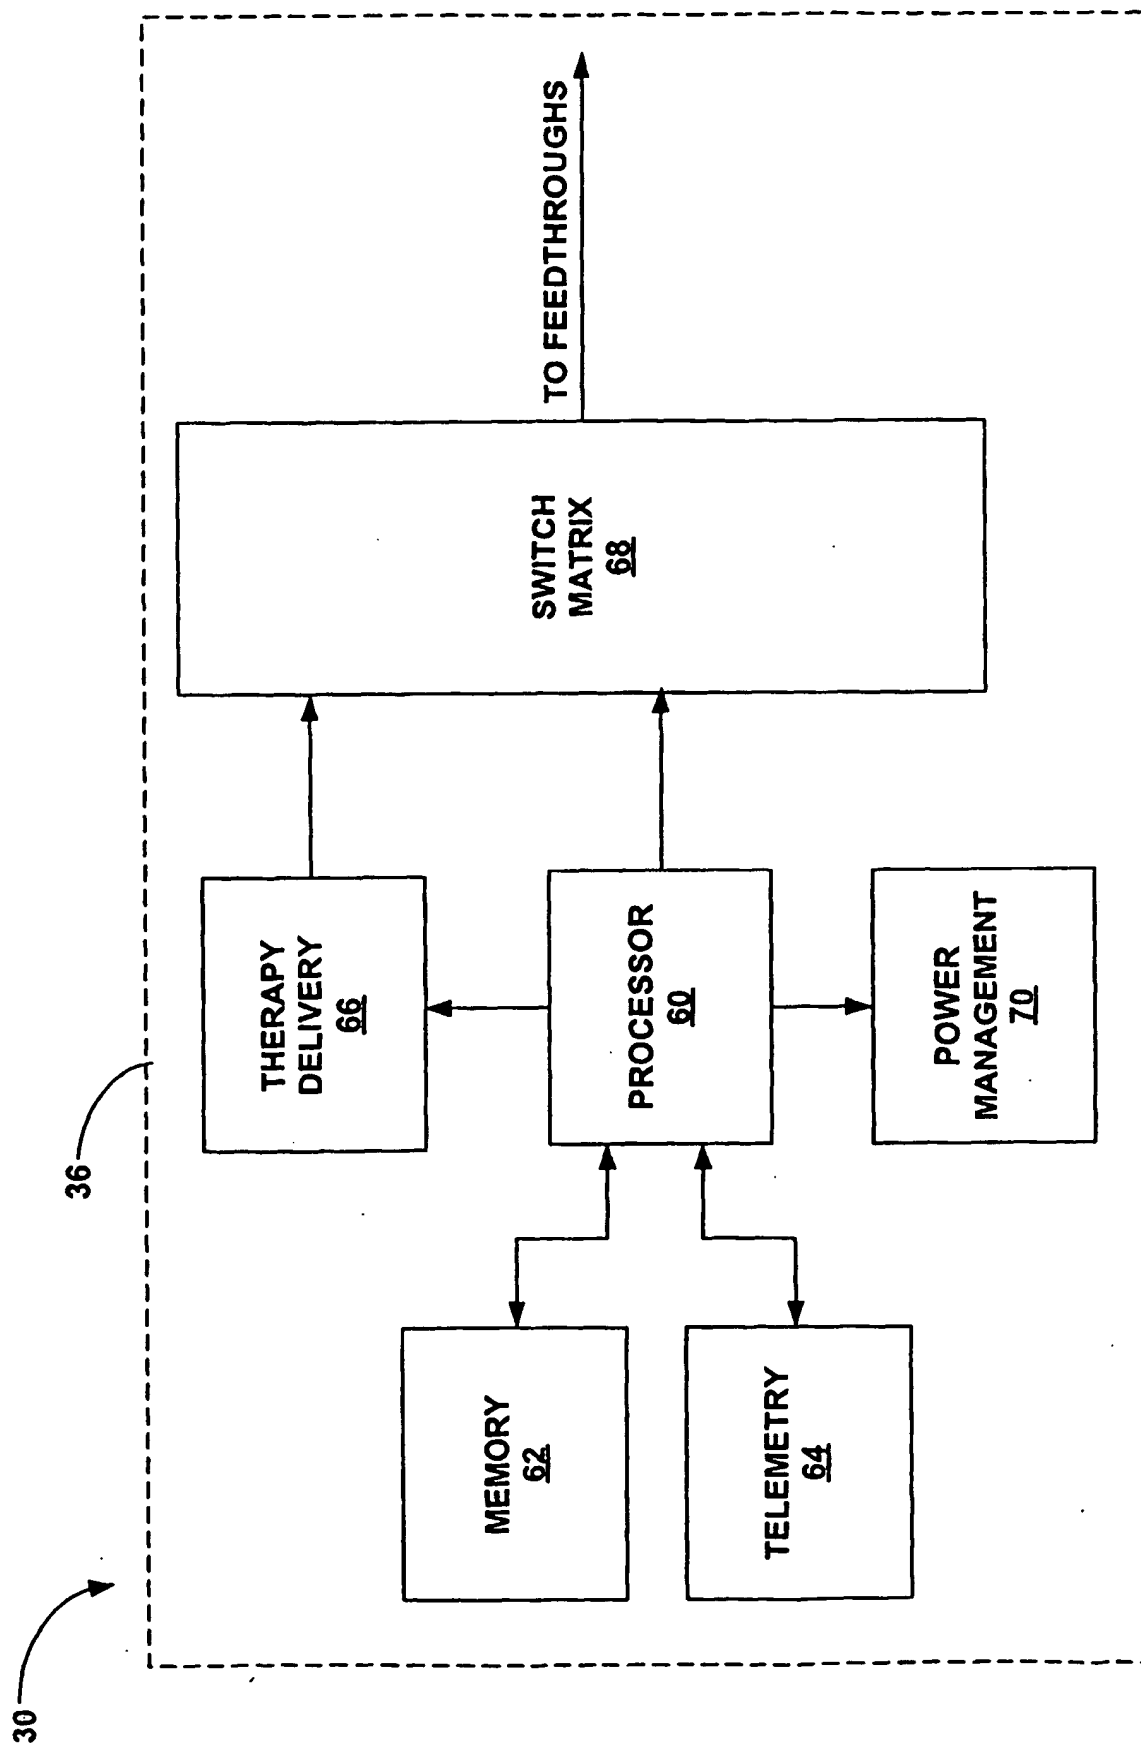 30
36
THERAPY
DELIVERY
66
MEMORY
62
PROCESSOR
60
SWITCH
MATRIX
68
TO FEEDTHROUGHS
TELEMETRY
64
POWER
MANAGEMENT
70